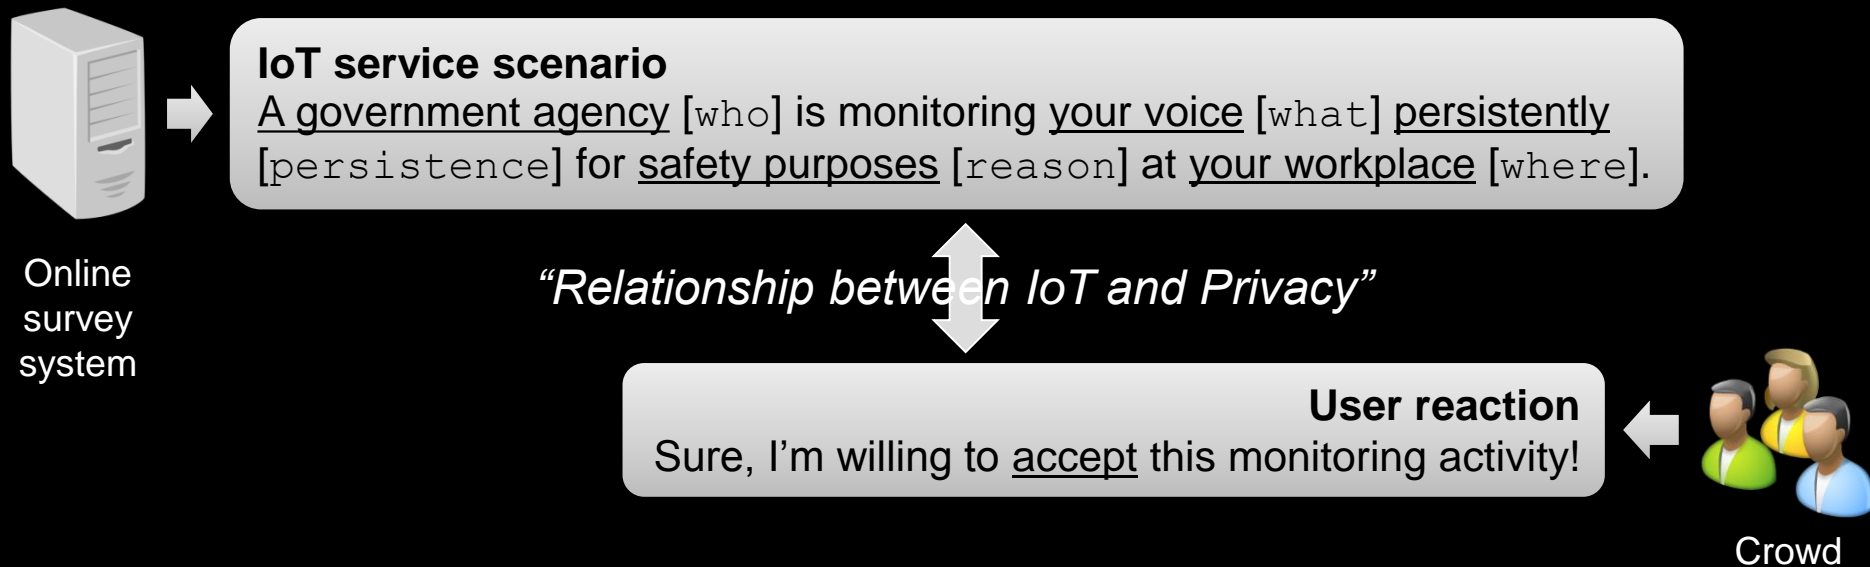 IoT service scenario
A government agency [who] is monitoring your voice [what] persistently
[persistence] for safety purposes [reason] at your workplace [where].
Online
survey
system
“Relationship between IoT and Privacy”
User reaction
Sure, I’m willing to accept this monitoring activity!
Crowd